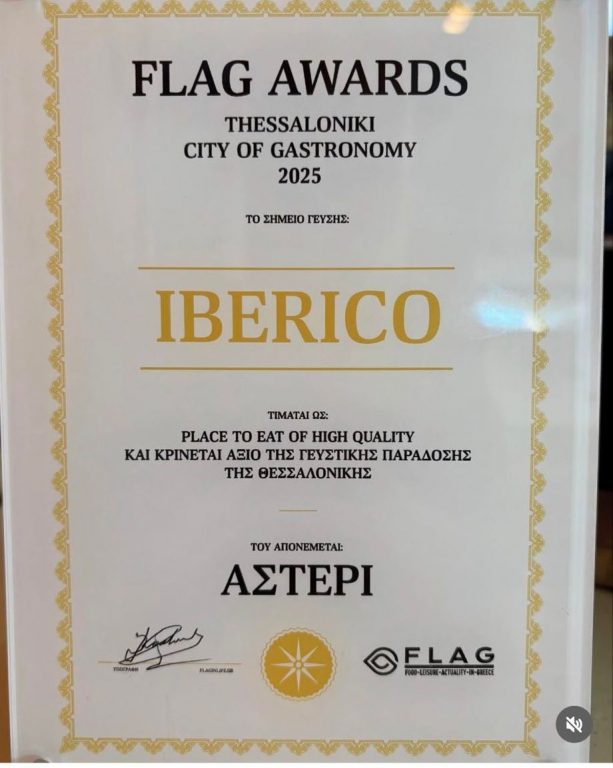 FLAG AWARDS
THESSALONIKI
CITY OF GASTRONOMY
2025
ΤΟ ΣΗΜΕΙΟ ΓΕΥΣΗΣ:
IBERICO
ΤΙΜΑΤΑΙ ΩΣ:
PLACE TO EAT OF HIGH QUALITY
ΚΑΙ ΚΡΙΝΕΤΑΙ ΑΞΙΟ ΤΗΣ ΓΕΥΣΤΙΚΗΣ ΠΑΡΑΔΟΣΗΣ
ΤΗΣ ΘΕΣΣΑΛΟΝΙΚΗΣ
ΤΟΥ ΑΠΟΝΕΜΕΤΑΙ:
ΑΣΤΕΡΙ
FLAG
FOOD-LEISURE-ACTUALITY-IN-GREECE